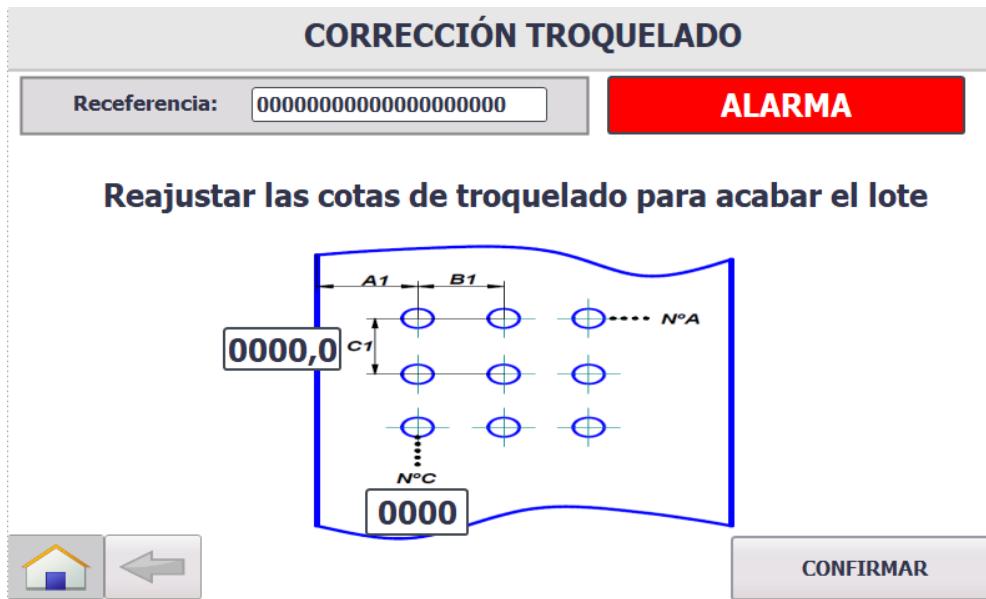 CORRECCIÓN TROQUELADO
Receferencia: 00000000000000000000
ALARMA
Reajustar las cotas de troquelado para acabar el lote
A1 B1
NºA
0000,0 C1
NºC
0000
CONFIRMAR